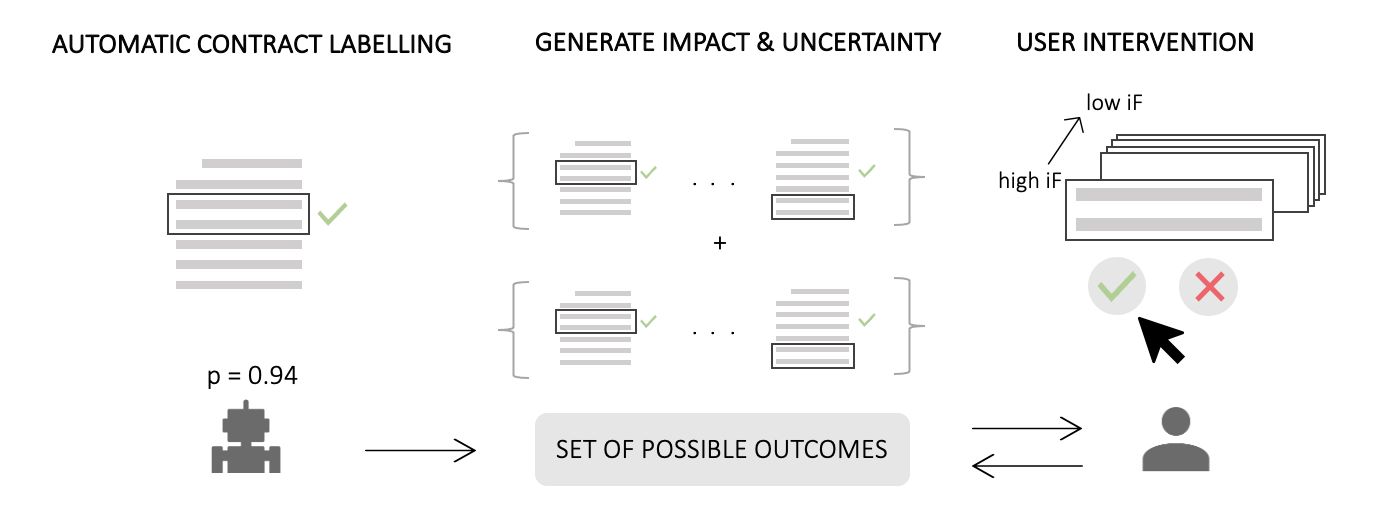 AUTOMATIC CONTRACT LABELLING
GENERATE IMPACT & UNCERTAINTY
USER INTERVENTION
low iF
high iF
. . .
+
. . .
p = 0.94
SET OF POSSIBLE OUTCOMES